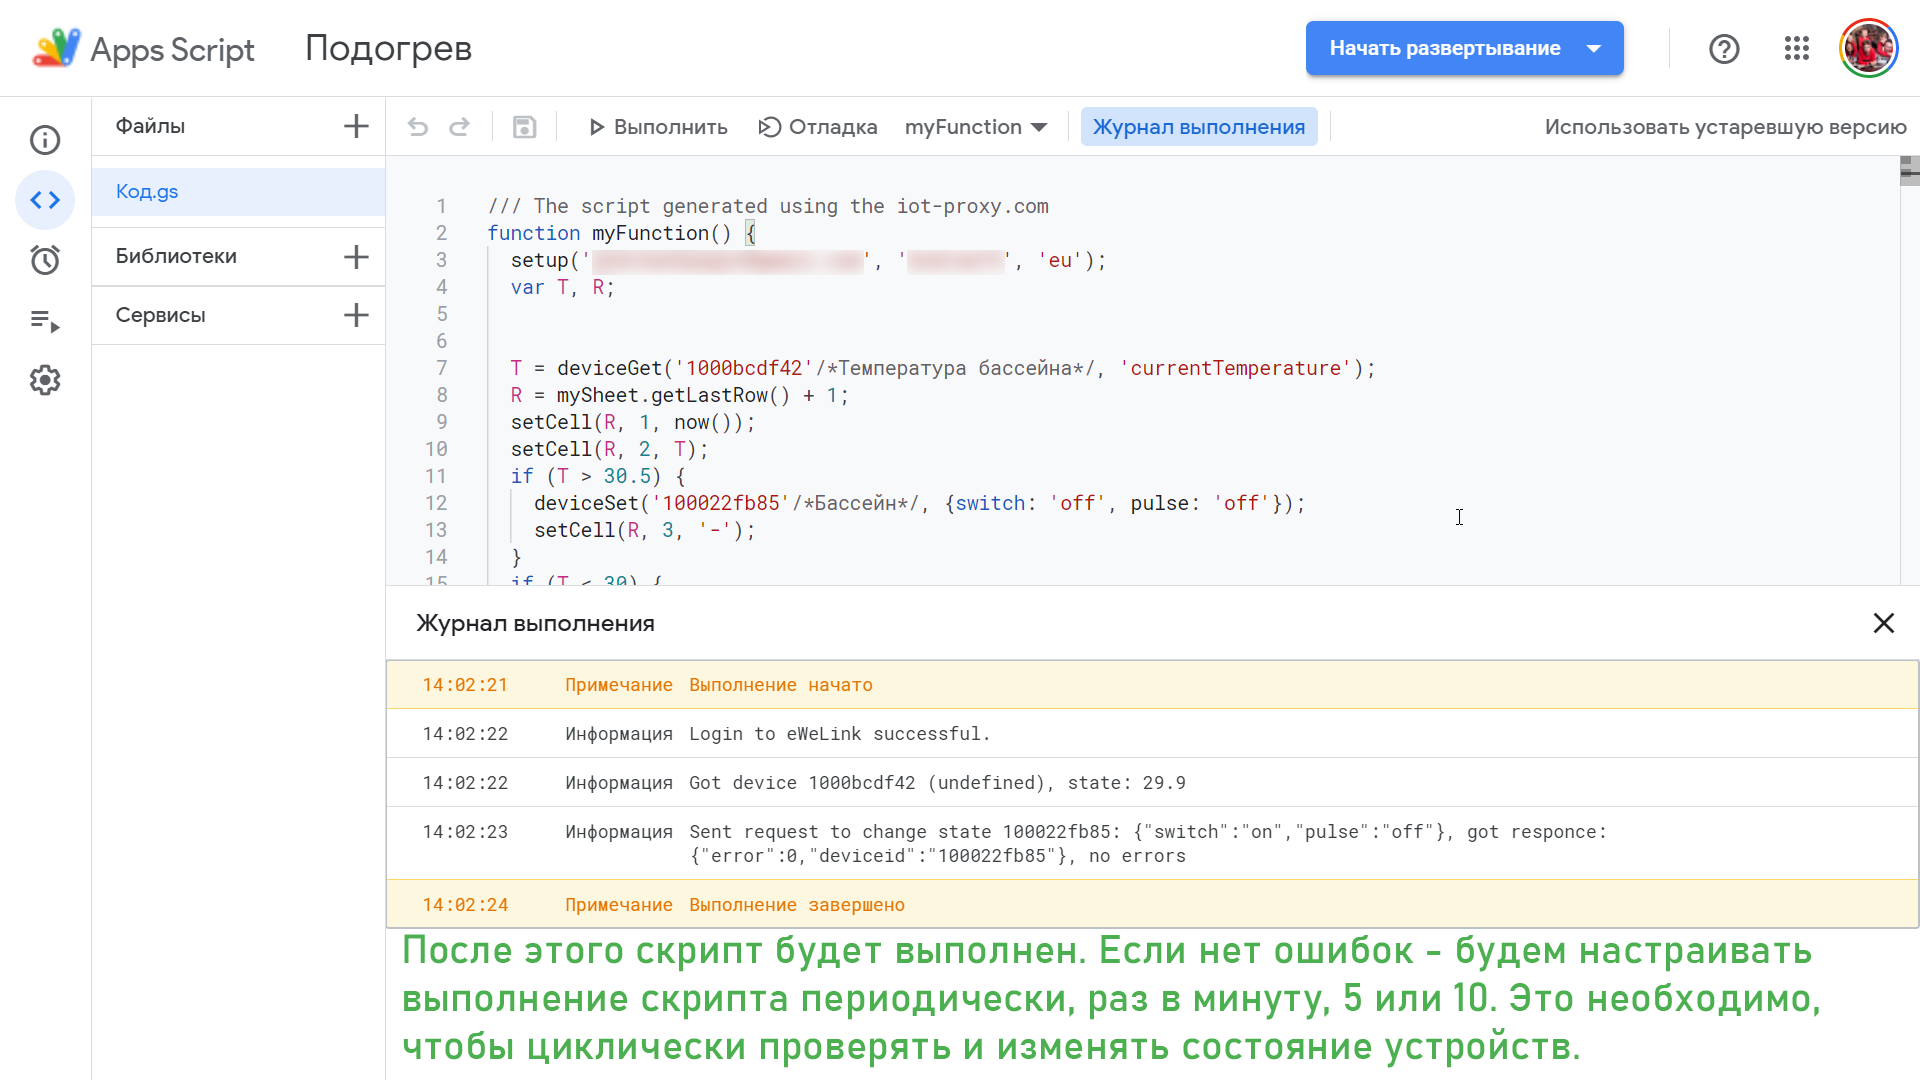 Apps Script
Подогрев
Начать развертывание
Файлы
Выполнить
Отладка
myFunction
Журнал выполнения
Использовать устаревшую версию
Код.gs
Библиотеки
Сервисы
1 /// The script generated using the iot-proxy.com
2 function myFunction() {
3 setup('', '', 'eu');
4 var T, R;
5
6
7 T = deviceGet('1000bcdf42'/*Температура бассейна*/, 'currentTemperature');
8 R = mySheet.getLastRow() + 1;
9 setCell(R, 1, now());
10 setCell(R, 2, T);
11 if (T > 30.5) {
12 deviceSet('100022fb85'/*Бассейн*/, {switch: 'off', pulse: 'off'});
13 setCell(R, 3, '-');
14 }
15 if (T < 30) {
Журнал выполнения
14:02:21 Примечание Выполнение начато
14:02:22 Информация Login to eWeLink successful.
14:02:22 Информация Got device 1000bcdf42 (undefined), state: 29.9
14:02:23 Информация Sent request to change state 100022fb85: {"switch":"on","pulse":"off"}, got responce:
{"error":0,"deviceid":"100022fb85"}, no errors
14:02:24 Примечание Выполнение завершено
После этого скрипт будет выполнен. Если нет ошибок - будем настраивать
выполнение скрипта периодически, раз в минуту, 5 или 10. Это необходимо,
чтобы циклически проверять и изменять состояние устройств.